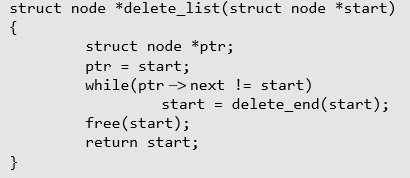 struct node *delete_list(struct node *start)
{
        struct node *ptr;
        ptr = start;
        while(ptr −>next != start)
                start = delete_end(start);
        free(start);
        return start;
}